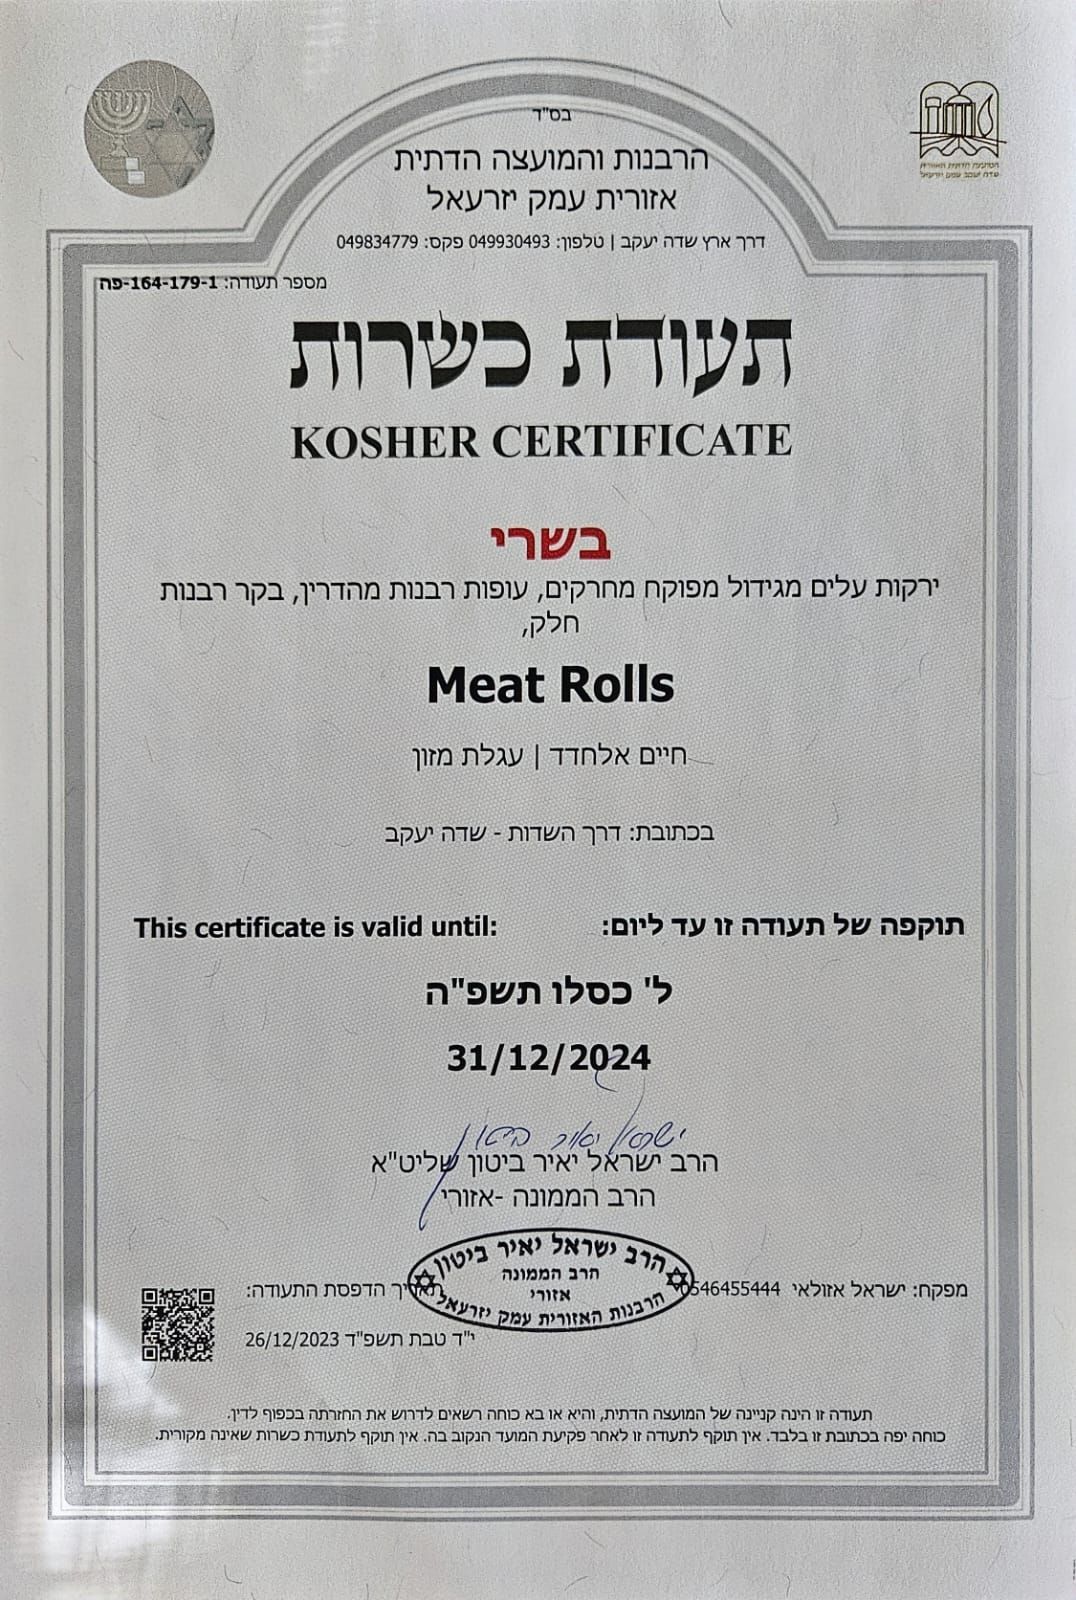 בס"ד
הרבנות והמועצה הדתית
אזורית עמק יזרעאל
דרך ארץ שדה יעקב | טלפון: 049930493 פקס: 049834779
מספר תעודה: 164-179-1-פה
תעודת כשרות
KOSHER CERTIFICATE
בשרי
ירקות עלים מגידול מפוקח מחרקים, עופות רבנות מהדרין, בקר רבנות
חלק,
Meat Rolls
חיים אלחדד | עגלת מזון
בכתובת: דרך השדות - שדה יעקב
תוקפה של תעודה זו עד ליום:
This certificate is valid until:
ל' כסלו תשפ"ה
31/12/2024
ישראל יאיר ביטון
הרב ישראל יאיר ביטון שליט"א
הרב הממונה -אזורי
הרב ישראל יאיר ביטון
הרב הממונה
אזורי
הרבנות האזורית עמק יזרעאל
מפקח: ישראל אזולאי 0546455444
תאריך הדפסת התעודה:
י"ד טבת תשפ"ד 26/12/2023
תעודה זו הינה קניינה של המועצה הדתית, והיא או בא כוחה רשאים לדרוש את החזרתה בכפוף לדין.
כוחה יפה בכתובת זו בלבד. אין תוקף לתעודה זו לאחר פקיעת המועד הנקוב בה. אין תוקף לתעודת כשרות שאינה מקורית.